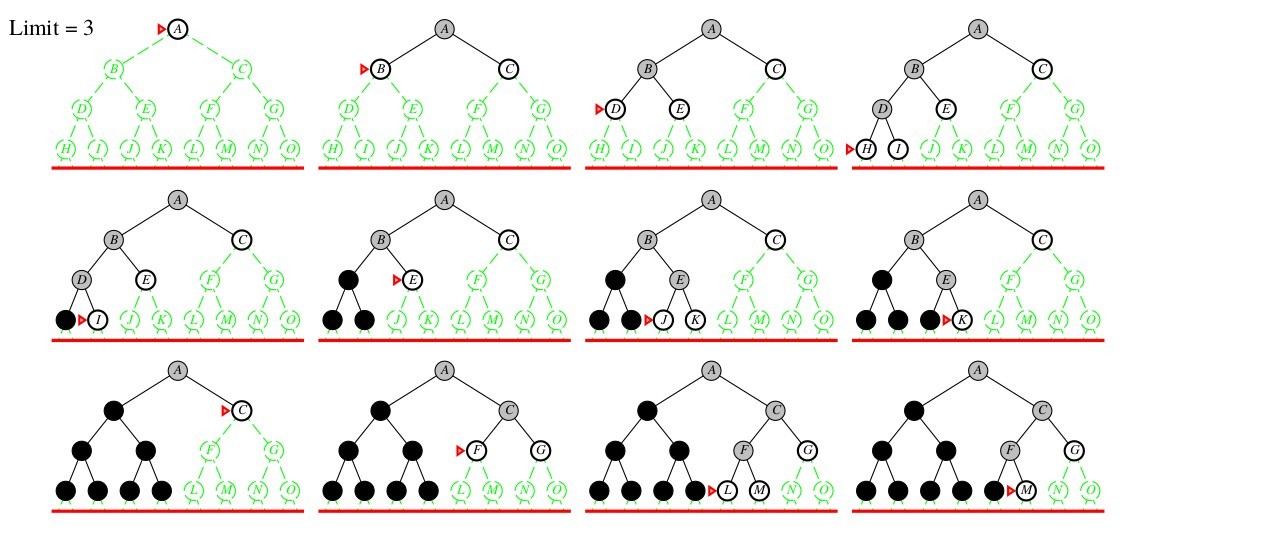 Limit = 3
A A A A
B C B C B C B C
D E F G D E F G D E F G D E F G
H I J K L M N O H I J K L M N O H I J K L M N O H I J K L M N O
A A A A
B C B C B C B C
D E F G E F G E F G E F G
I J K L M N O J K L M N O J K L M N O K L M N O
A A A A
C C C C
F G F G F G F G
L M N O L M N O L M N O M N O